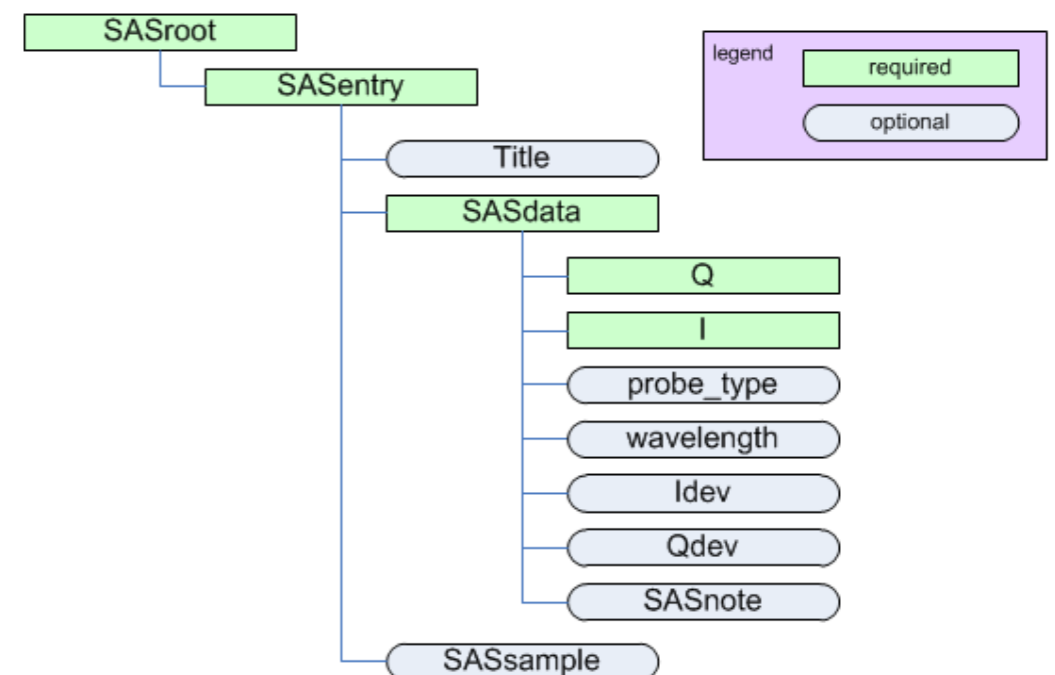 SASroot
legend
required
SASentry
optional
Title
SASdata
Q
I
probe_type
wavelength
Idev
Qdev
SASnote
SASsample